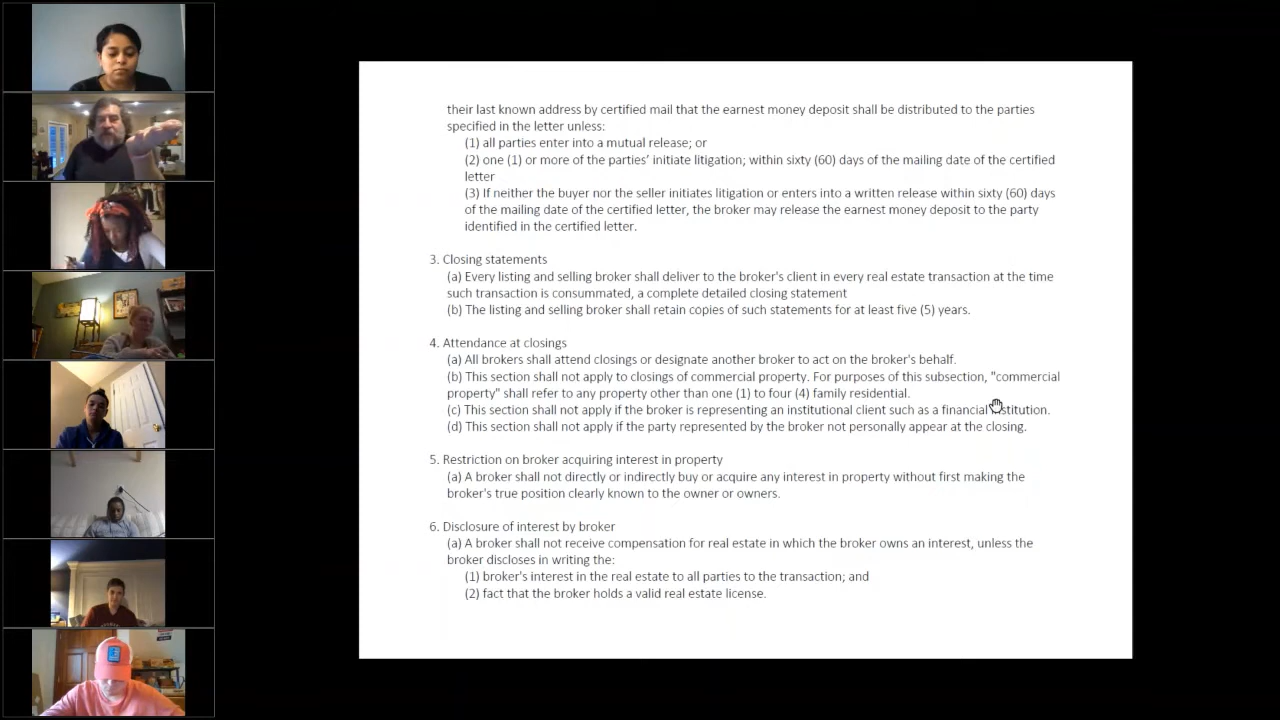 their last known address by certified mail that the earnest money deposit shall be distributed to the parties
specified in the letter unless:
(1) all parties enter into a mutual release; or
(2) one (1) or more of the parties' initiate litigation; within sixty (60) days of the mailing date of the certified
letter
(3) If neither the buyer nor the seller initiates litigation or enters into a written release within sixty (60) days
of the mailing date of the certified letter, the broker may release the earnest money deposit to the party
identified in the certified letter.
3. Closing statements
(a) Every listing and selling broker shall deliver to the broker's client in every real estate transaction at the time
such transaction is consummated, a complete detailed closing statement
(b) The listing and selling broker shall retain copies of such statements for at least five (5) years.
4. Attendance at closings
(a) All brokers shall attend closings or designate another broker to act on the broker's behalf.
(b) This section shall not apply to closings of commercial property. For purposes of this subsection, "commercial
property" shall refer to any property other than one (1) to four (4) family residential.
(c) This section shall not apply if the broker is representing an institutional client such as a financial institution.
(d) This section shall not apply if the party represented by the broker not personally appear at the closing.
5. Restriction on broker acquiring interest in property
(a) A broker shall not directly or indirectly buy or acquire any interest in property without first making the
broker's true position clearly known to the owner or owners.
6. Disclosure of interest by broker
(a) A broker shall not receive compensation for real estate in which the broker owns an interest, unless the
broker discloses in writing the:
(1) broker's interest in the real estate to all parties to the transaction; and
(2) fact that the broker holds a valid real estate license.